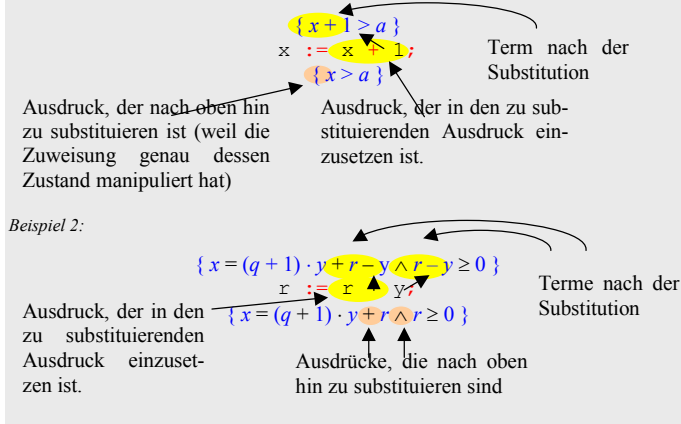 { x + 1 > a }
x := x + 1;
{ x > a }
Term nach der
Substitution
Ausdruck, der nach oben hin
zu substituieren ist (weil die
Zuweisung genau dessen
Zustand manipuliert hat)
Ausdruck, der in den zu sub-
stituierenden Ausdruck ein-
zusetzen ist.
Beispiel 2:
{ x = (q + 1) · y + r – y ∧ r – y ≥ 0 }
r := r y;
{ x = (q + 1) · y + r ∧ r ≥ 0 }
Terme nach der
Substitution
Ausdruck, der in den
zu substituierenden
Ausdruck einzuset-
zen ist.
Ausdrücke, die nach oben
hin zu substituieren sind